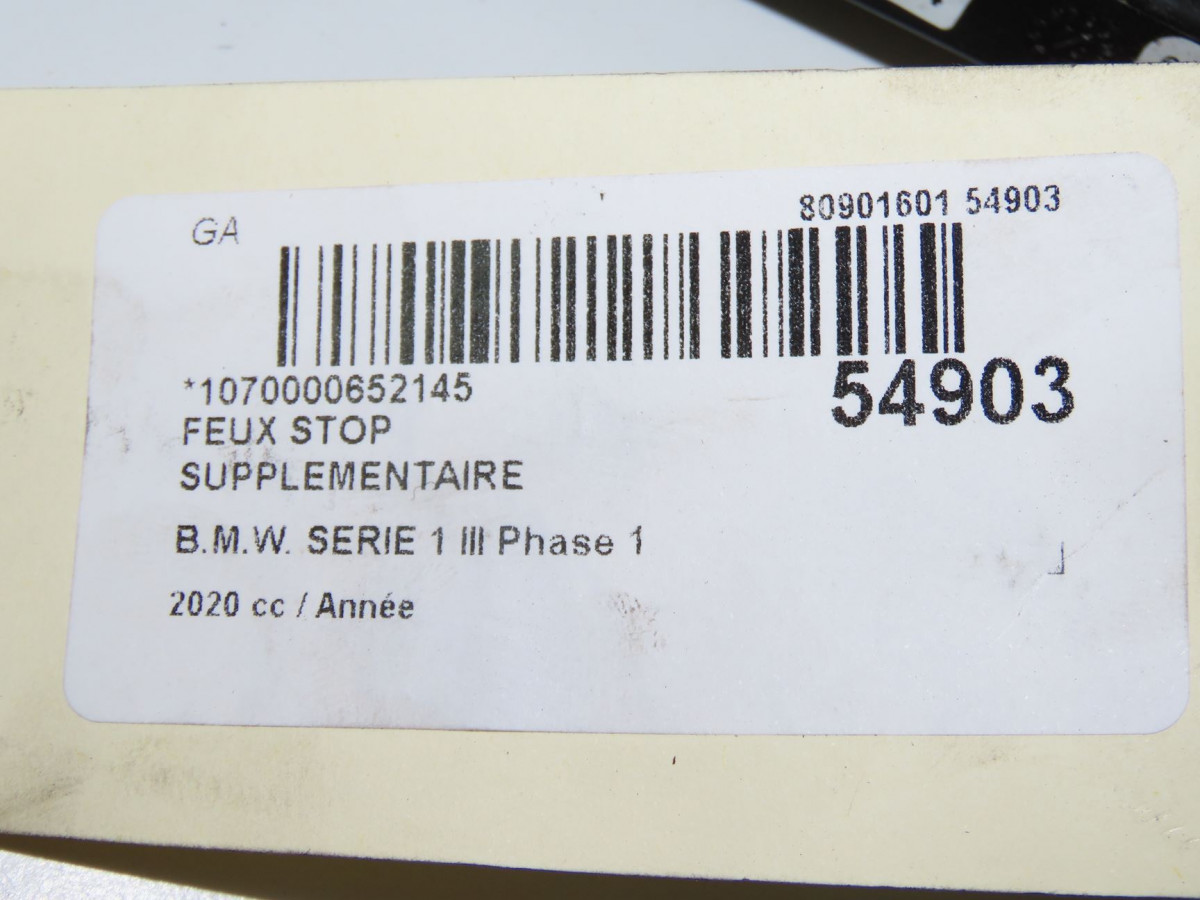 GA
80901601 54903
54903
*1070000652145
FEUX STOP
SUPPLEMENTAIRE
B.M.W. SERIE 1 III Phase 1
2020 cc / Année